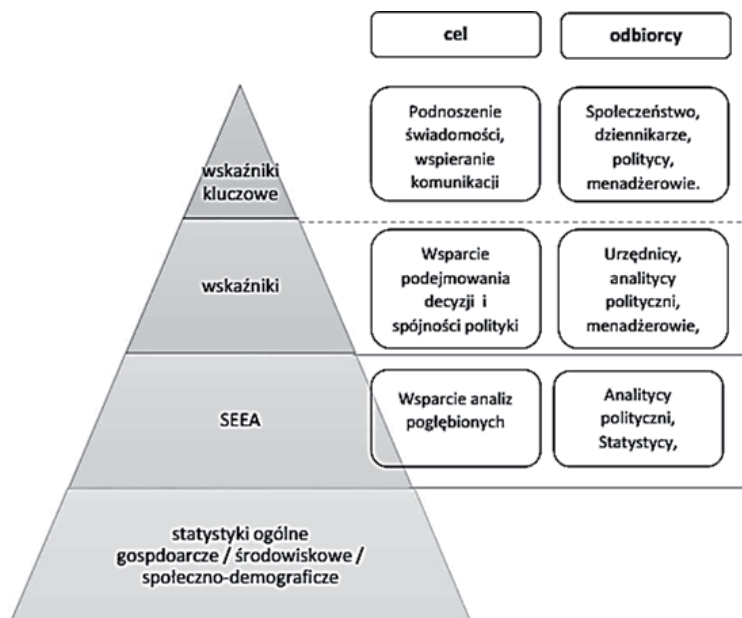 cel
odbiorcy
wskaźniki
kluczowe
Podnoszenie
świadomości,
wspieranie
komunikacji
Społeczeństwo,
dziennikarze,
politycy,
menadżerowie.
wskaźniki
Wsparcie
podejmowania
decyzji i
spójności polityki
Urzędnicy,
analitycy
polityczni,
menadżerowie,
SEEA
Wsparcie analiz
pogłębionych
Analitycy
polityczni,
Statystycy,
statystyki ogólne
gospdoarcze / środowiskowe /
społeczno-demograficze